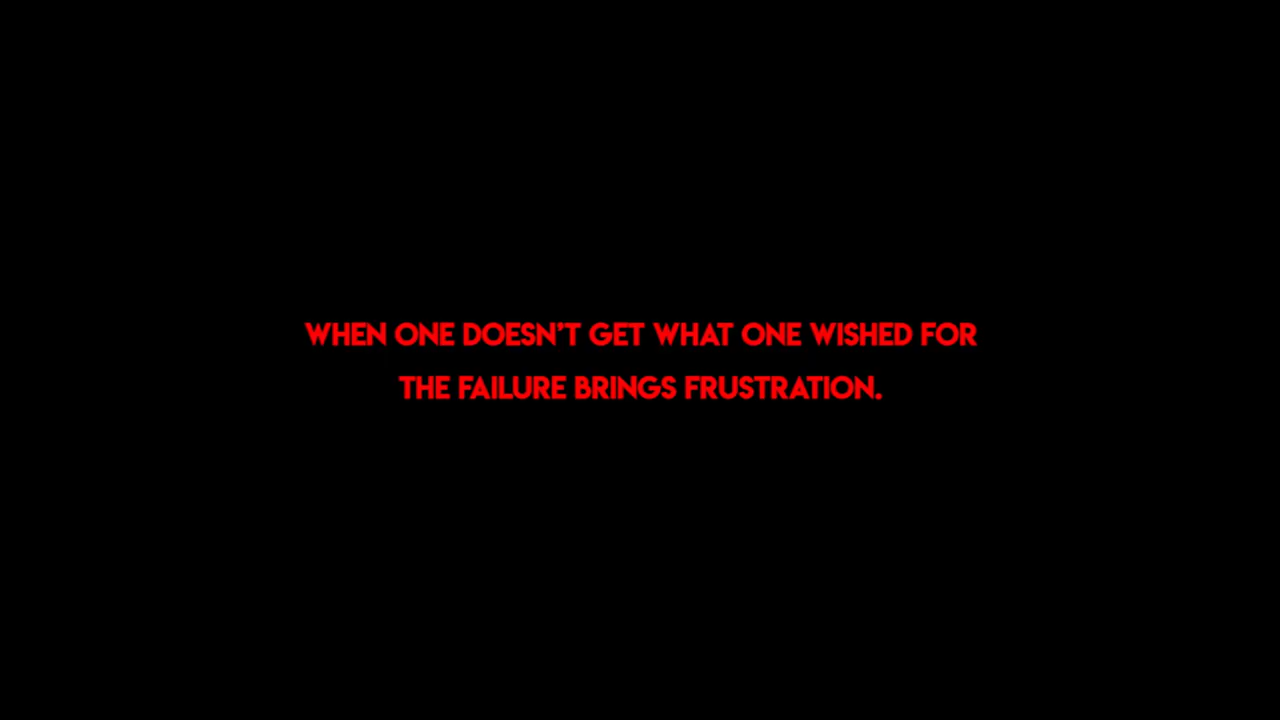 WHEN ONE DOESN’T GET WHAT ONE WISHED FOR
THE FAILURE BRINGS FRUSTRATION.